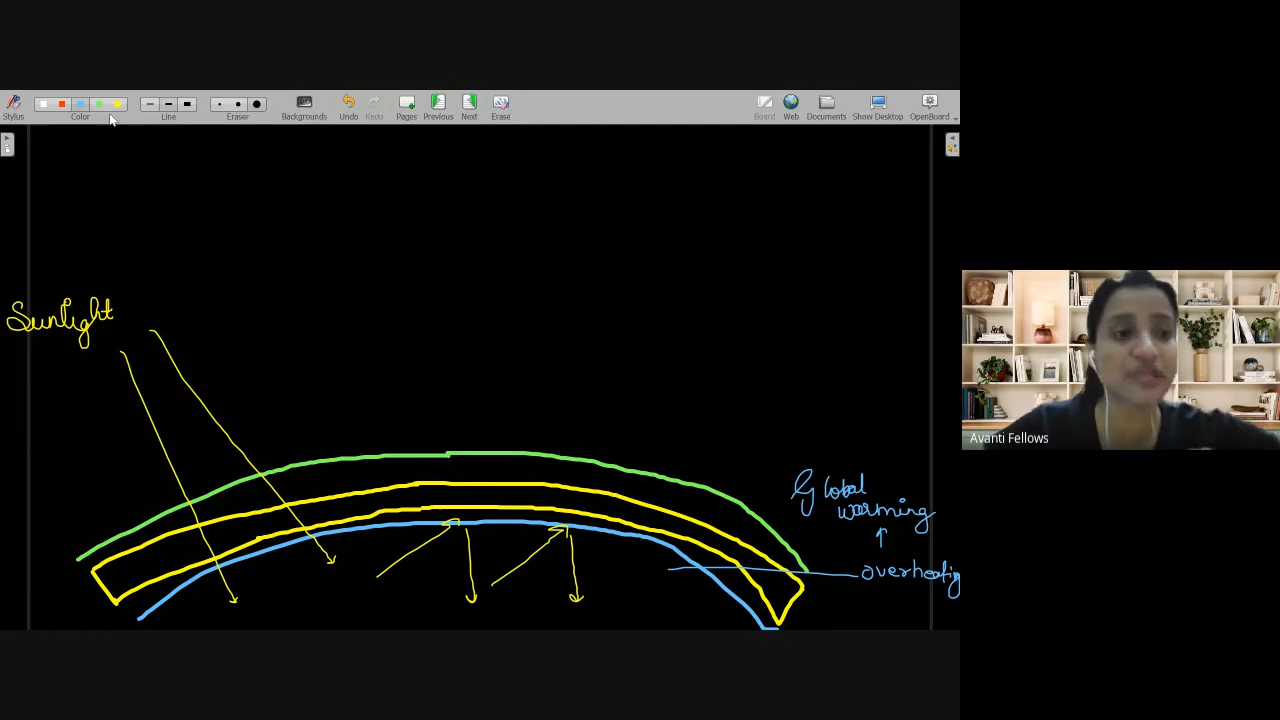 Stylus
Color
Line
Eraser
Backgrounds
Undo
Redo
Pages
Previous
Next
Erase
Board
Web
Documents
Show Desktop
OpenBoard
Sunlight
Global
warming
overheating
Avanti Fellows